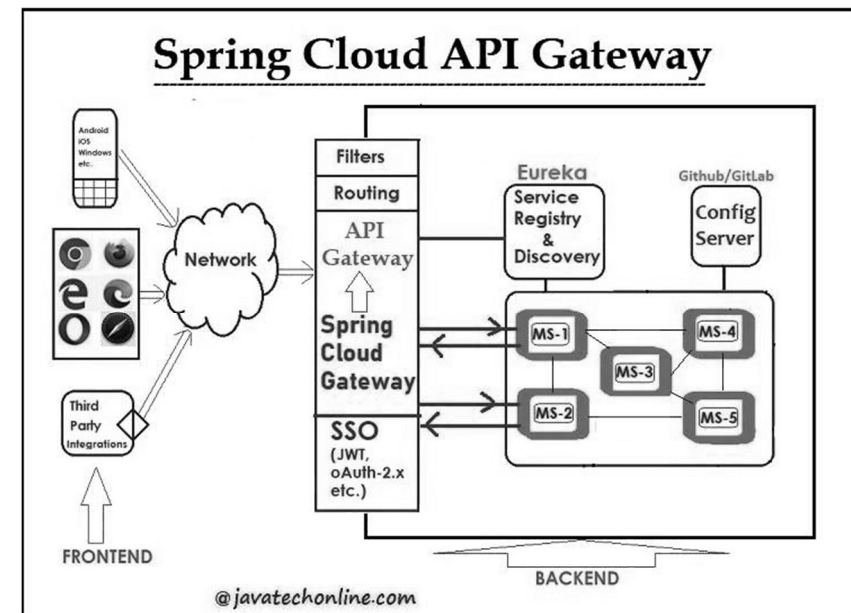 Spring Cloud API Gateway
Android
iOS
Windows
etc.
Network
Third
Party
Integrations
FRONTEND
Filters
Routing
API
Gateway
Spring
Cloud
Gateway
SSO
(JWT,
oAuth-2.x
etc.)
Eureka
Service
Registry
&
Discovery
Github/GitLab
Config
Server
MS-1
MS-4
MS-3
MS-2
MS-5
BACKEND
@javatechonline.com